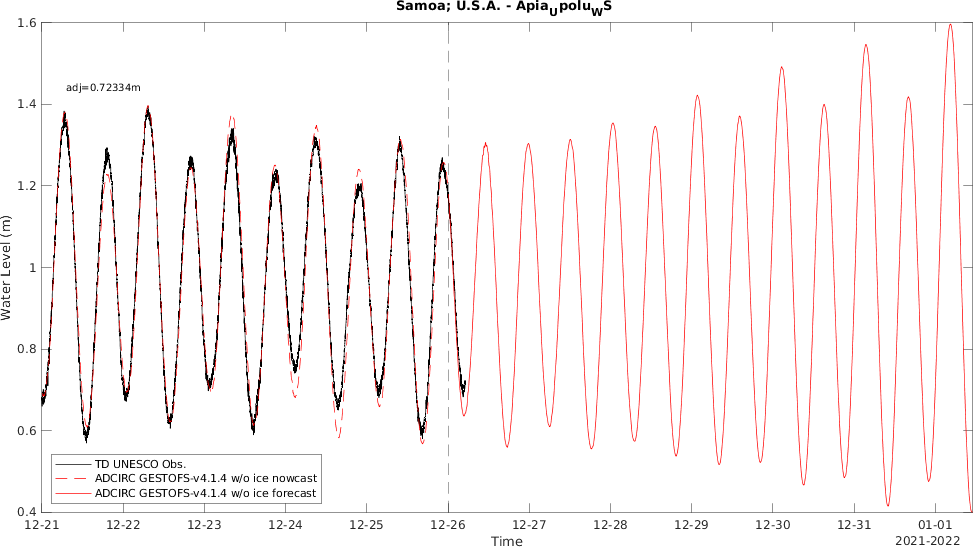 Samoa; U.S.A. - ApiaUpoluWS
1.6
adj=0.72334m
1.4
1.2
1
0.8
0.6
0.4
Water Level (m)
TD UNESCO Obs.
ADCIRC GESTOFS-v4.1.4 w/o ice nowcast
ADCIRC GESTOFS-v4.1.4 w/o ice forecast
12-21 12-22 12-23 12-24 12-25 12-26 12-27 12-28 12-29 12-30 12-31 01-01
Time
2021-2022